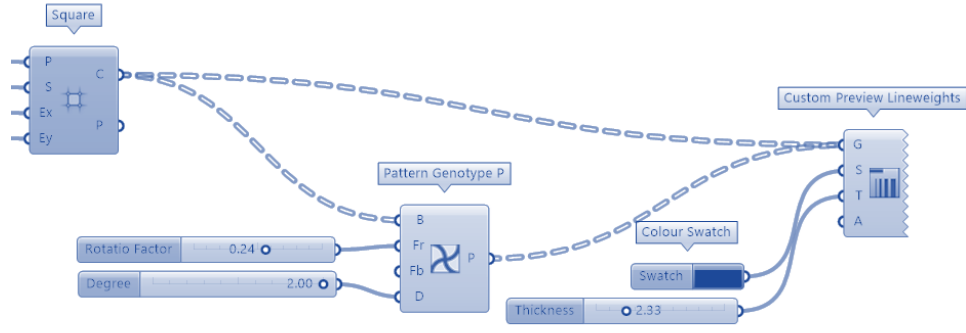 Square
P
S
Ex
Ey
C
P
Custom Preview Lineweights
G
S
T
A
Pattern Genotype P
B
Fr
Fb
D
P
Rotatio Factor 0.24
Degree 2.00
Colour Swatch
Swatch
Thickness 2.33